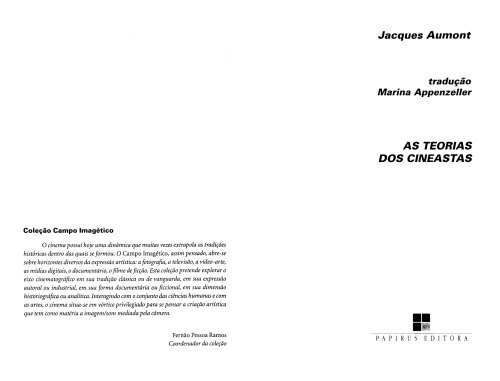 Coleção Campo Imagético
O cinema possui hoje uma dinâmica que muitas vezes extrapola as tradições
históricas dentro das quais se formou. O Campo Imagético, assim pensado, abre-se
sobre horizontes diversos da expressão artística: a fotografia, a televisão, a vídeo-arte,
as mídias digitais, o documentário, o filme de ficção. Esta coleção pretende explorar o
eixo cinematográfico em sua tradição clássica ou de vanguarda, em sua expressão
autoral ou industrial, em sua forma documentária ou ficcional, em sua dimensão
historiográfica ou analítica. Interagindo com o conjunto das ciências humanas e com
as artes, o cinema situa-se em vórtice privilegiado para se pensar a criação artística
que tem como matéria a imagem/som mediada pela câmera.
Fernão Pessoa Ramos
Coordenador da coleção
Jacques Aumont
tradução
Marina Appenzeller
AS TEORIAS
DOS CINEASTAS
PAPIRUS EDITORA